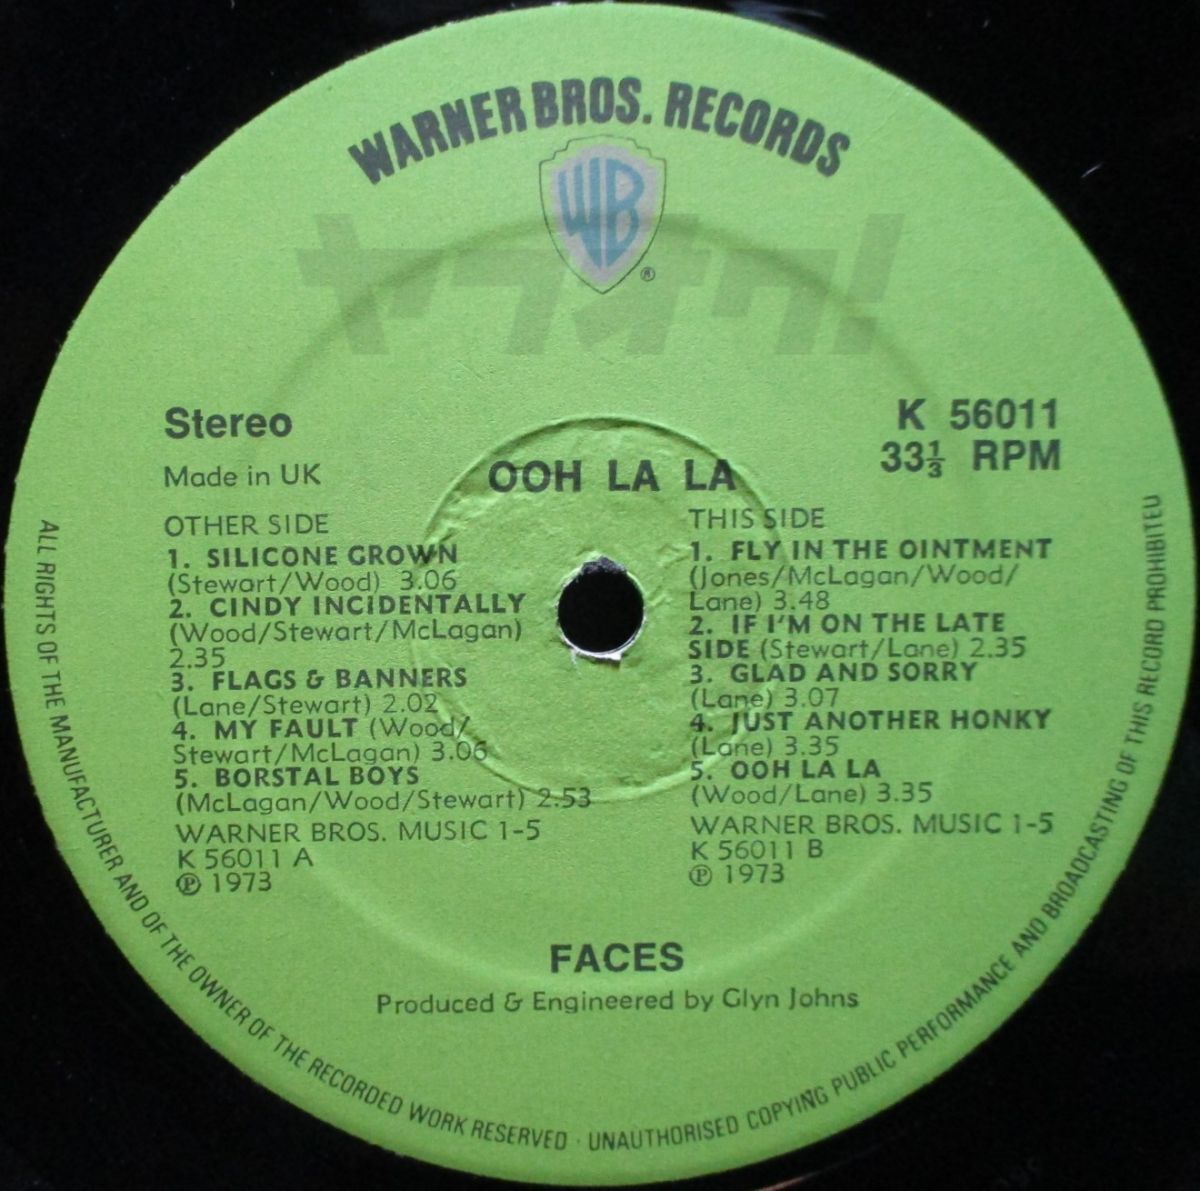 WARNER BROS. RECORDS
WB
®
ヤフオク!
Stereo
K 56011
33⅓ RPM
Made in UK
OOH LA LA
OTHER SIDE
1. SILICONE GROWN
(Stewart/Wood) 3.06
2. CINDY INCIDENTALLY
(Wood/Stewart/McLagan)
2.35
3. FLAGS & BANNERS
(Lane/Stewart) 2.02
4. MY FAULT (Wood/
Stewart/McLagan) 3.06
5. BORSTAL BOYS
(McLagan/Wood/Stewart) 2.53
WARNER BROS. MUSIC 1-5
K 56011 A
℗ 1973
THIS SIDE
1. FLY IN THE OINTMENT
(Jones/McLagan/Wood/
Lane) 3.48
2. IF I'M ON THE LATE
SIDE (Stewart/Lane) 2.35
3. GLAD AND SORRY
(Lane) 3.07
4. JUST ANOTHER HONKY
(Lane) 3.35
5. OOH LA LA
(Wood/Lane) 3.35
WARNER BROS. MUSIC 1-5
K 56011 B
℗ 1973
FACES
Produced & Engineered by Glyn Johns
ALL RIGHTS OF THE MANUFACTURER AND OF THE OWNER OF THE RECORDED WORK RESERVED · UNAUTHORISED COPYING PUBLIC PERFORMANCE AND BROADCASTING OF THIS RECORD PROHIBITED